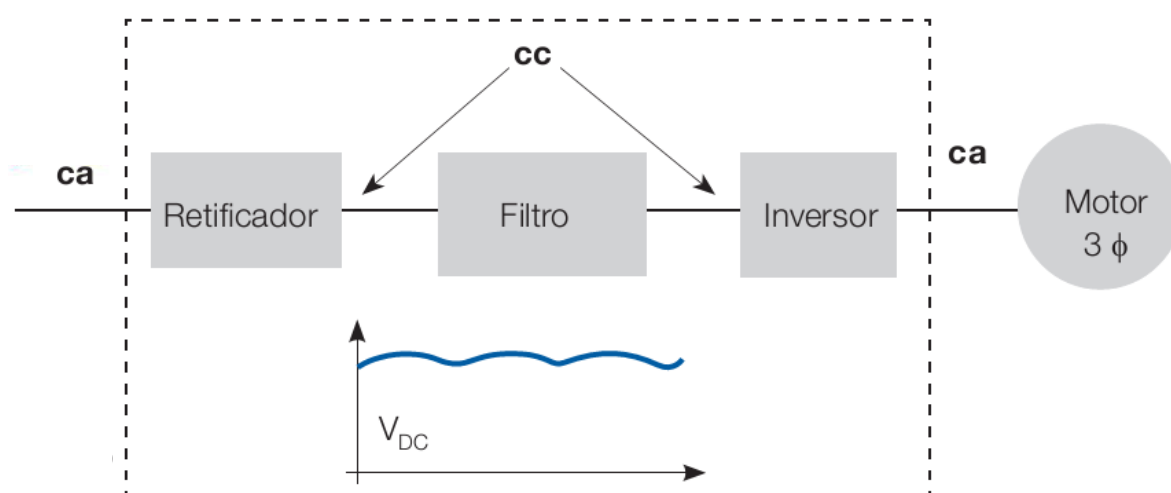 cc
ca
ca
Retificador
Filtro
Inversor
Motor
3 ϕ
V_DC